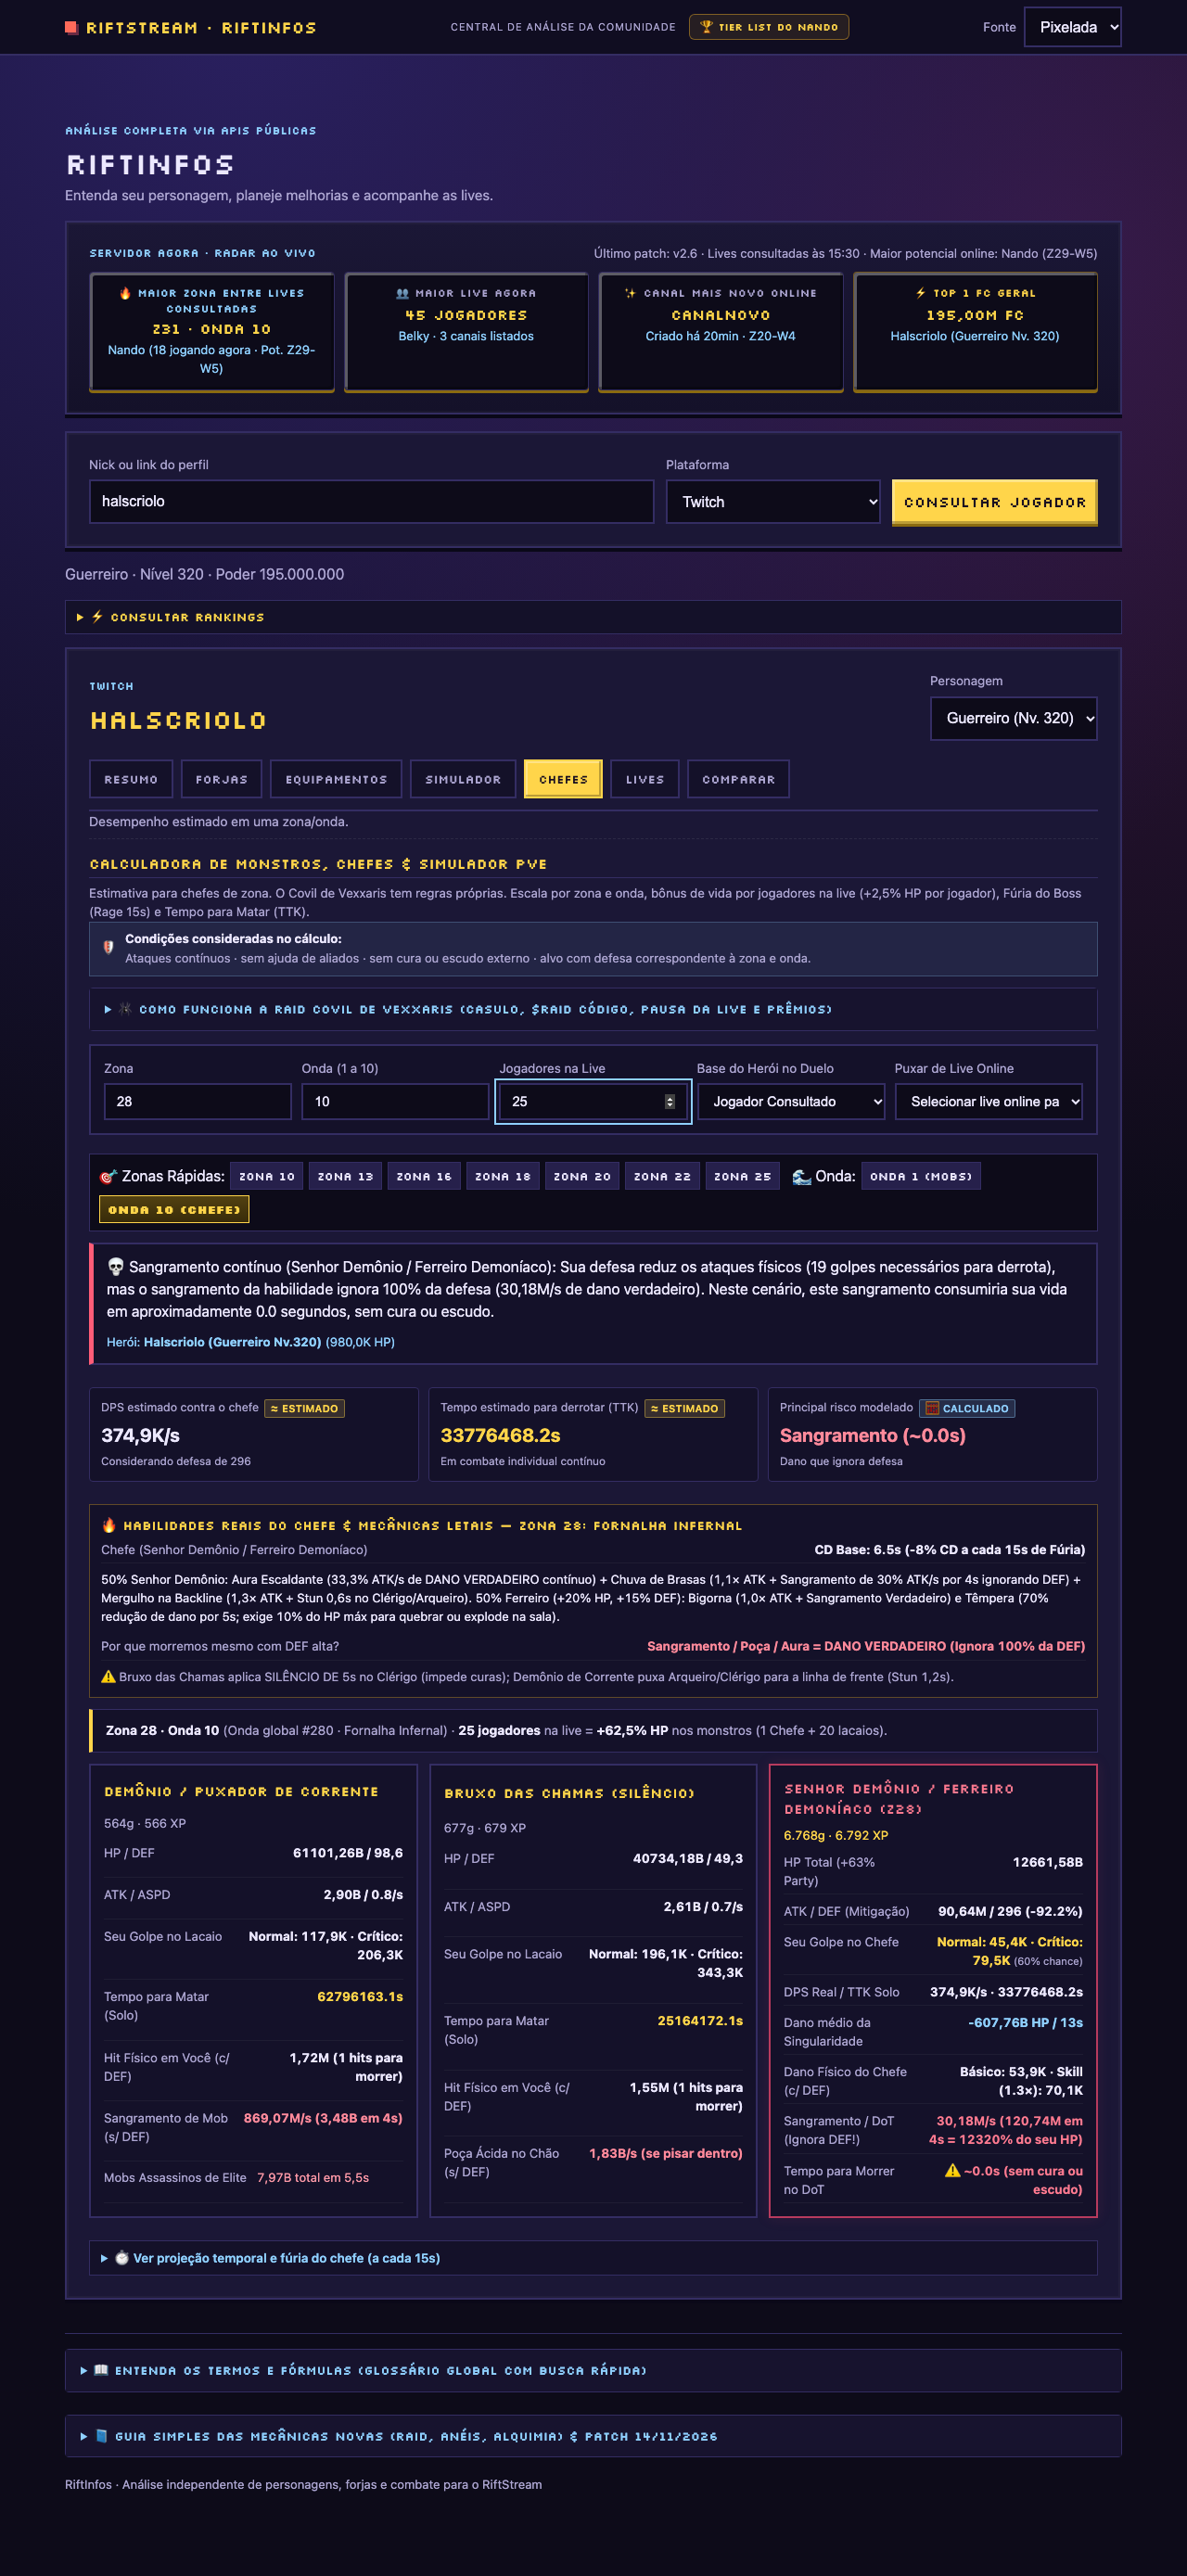 RIFTSTREAM · RIFTINFOS
CENTRAL DE ANÁLISE DA COMUNIDADE
🏆 TIER LIST DO NANDO
Fonte
Pixelada
ANÁLISE COMPLETA VIA APIS PÚBLICAS
RIFTINFOS
Entenda seu personagem, planeje melhorias e acompanhe as lives.
SERVIDOR AGORA · RADAR AO VIVO
Último patch: v2.6 · Lives consultadas às 15:30 · Maior potencial online: Nando (Z29-W5)
🔥 MAIOR ZONA ENTRE LIVES
CONSULTADAS
Z31 · ONDA 10
Nando (18 jogando agora · Pot. Z29-
W5)
👥 MAIOR LIVE AGORA
45 JOGADORES
Belky · 3 canais listados
✨ CANAL MAIS NOVO ONLINE
CANALNOVO
Criado há 20min · Z20-W4
⚡ TOP 1 FC GERAL
195,00M FC
Halscriolo (Guerreiro Nv. 320)
Nick ou link do perfil
halscriolo
Plataforma
Twitch
CONSULTAR JOGADOR
Guerreiro · Nível 320 · Poder 195.000.000
▸ ⚡ CONSULTAR RANKINGS
TWITCH
HALSCRIOLO
Personagem
Guerreiro (Nv. 320)
RESUMO
FORJAS
EQUIPAMENTOS
SIMULADOR
CHEFES
LIVES
COMPARAR
Desempenho estimado em uma zona/onda.
CALCULADORA DE MONSTROS, CHEFES & SIMULADOR PVE
Estimativa para chefes de zona. O Covil de Vexxaris tem regras próprias. Escala por zona e onda, bônus de vida por jogadores na live (+2,5% HP por jogador), Fúria do Boss
(Rage 15s) e Tempo para Matar (TTK).
Condições consideradas no cálculo:
Ataques contínuos · sem ajuda de aliados · sem cura ou escudo externo · alvo com defesa correspondente à zona e onda.
▸ 🕷 COMO FUNCIONA A RAID COVIL DE VEXXARIS (CASULO, $RAID CÓDIGO, PAUSA DA LIVE E PRÊMIOS)
Zona
28
Onda (1 a 10)
10
Jogadores na Live
25
Base do Herói no Duelo
Jogador Consultado
Puxar de Live Online
Selecionar live online pa
🎯 Zonas Rápidas: ZONA 10 ZONA 13 ZONA 16 ZONA 18 ZONA 20 ZONA 22 ZONA 25 🌊 Onda: ONDA 1 (MOBS)
ONDA 10 (CHEFE)
💀 Sangramento contínuo (Senhor Demônio / Ferreiro Demoníaco): Sua defesa reduz os ataques físicos (19 golpes necessários para derrota),
mas o sangramento da habilidade ignora 100% da defesa (30,18M/s de dano verdadeiro). Neste cenário, este sangramento consumiria sua vida
em aproximadamente 0.0 segundos, sem cura ou escudo.
Herói: Halscriolo (Guerreiro Nv.320) (980,0K HP)
DPS estimado contra o chefe ≈ ESTIMADO
374,9K/s
Considerando defesa de 296
Tempo estimado para derrotar (TTK) ≈ ESTIMADO
33776468.2s
Em combate individual contínuo
Principal risco modelado 🧮 CALCULADO
Sangramento (~0.0s)
Dano que ignora defesa
🔥 HABILIDADES REAIS DO CHEFE & MECÂNICAS LETAIS — ZONA 28: FORNALHA INFERNAL
Chefe (Senhor Demônio / Ferreiro Demoníaco)
CD Base: 6.5s (-8% CD a cada 15s de Fúria)
50% Senhor Demônio: Aura Escaldante (33,3% ATK/s de DANO VERDADEIRO contínuo) + Chuva de Brasas (1,1× ATK + Sangramento de 30% ATK/s por 4s ignorando DEF) +
Mergulho na Backline (1,3× ATK + Stun 0,6s no Clérigo/Arqueiro). 50% Ferreiro (+20% HP, +15% DEF): Bigorna (1,0× ATK + Sangramento Verdadeiro) e Têmpera (70%
redução de dano por 5s; exige 10% do HP máx para quebrar ou explode na sala).
Por que morremos mesmo com DEF alta?
Sangramento / Poça / Aura = DANO VERDADEIRO (Ignora 100% da DEF)
⚠️ Bruxo das Chamas aplica SILÊNCIO DE 5s no Clérigo (impede curas); Demônio de Corrente puxa Arqueiro/Clérigo para a linha de frente (Stun 1,2s).
Zona 28 · Onda 10 (Onda global #280 · Fornalha Infernal) · 25 jogadores na live = +62,5% HP nos monstros (1 Chefe + 20 lacaios).
DEMÔNIO / PUXADOR DE CORRENTE
564g · 566 XP
HP / DEF
61101,26B / 98,6
ATK / ASPD
2,90B / 0.8/s
Seu Golpe no Lacaio
Normal: 117,9K · Crítico:
206,3K
Tempo para Matar
(Solo)
62796163.1s
Hit Físico em Você (c/
DEF)
1,72M (1 hits para
morrer)
Sangramento de Mob
(s/ DEF)
869,07M/s (3,48B em 4s)
Mobs Assassinos de Elite 7,97B total em 5,5s
BRUXO DAS CHAMAS (SILÊNCIO)
677g · 679 XP
HP / DEF
40734,18B / 49,3
ATK / ASPD
2,61B / 0.7/s
Seu Golpe no Lacaio
Normal: 196,1K · Crítico:
343,3K
Tempo para Matar
(Solo)
25164172.1s
Hit Físico em Você (c/
DEF)
1,55M (1 hits para
morrer)
Poça Ácida no Chão
(s/ DEF)
1,83B/s (se pisar dentro)
SENHOR DEMÔNIO / FERREIRO
DEMONÍACO (Z28)
6.768g · 6.792 XP
HP Total (+63%
Party)
12661,58B
ATK / DEF (Mitigação)
90,64M / 296 (-92.2%)
Seu Golpe no Chefe
Normal: 45,4K · Crítico:
79,5K (60% chance)
DPS Real / TTK Solo
374,9K/s · 33776468.2s
Dano médio da
Singularidade
-607,76B HP / 13s
Dano Físico do Chefe
(c/ DEF)
Básico: 53,9K · Skill
(1.3×): 70,1K
Sangramento / DoT
(Ignora DEF!)
30,18M/s (120,74M em
4s = 12320% do seu HP)
Tempo para Morrer
no DoT
⚠️ ~0.0s (sem cura ou
escudo)
▸ ⏱️ Ver projeção temporal e fúria do chefe (a cada 15s)
▸ 📖 ENTENDA OS TERMOS E FÓRMULAS (GLOSSÁRIO GLOBAL COM BUSCA RÁPIDA)
▸ 📘 GUIA SIMPLES DAS MECÂNICAS NOVAS (RAID, ANÉIS, ALQUIMIA) & PATCH 14/11/2026
RiftInfos · Análise independente de personagens, forjas e combate para o RiftStream